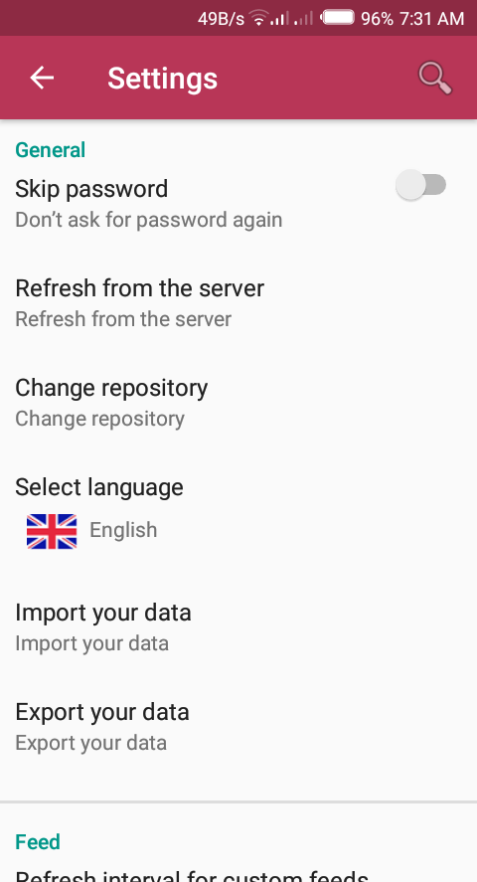 49B/s 96% 7:31 AM
Settings
General
Skip password
Don't ask for password again
Refresh from the server
Refresh from the server
Change repository
Change repository
Select language
English
Import your data
Import your data
Export your data
Export your data
Feed
Refresh interval for custom feeds